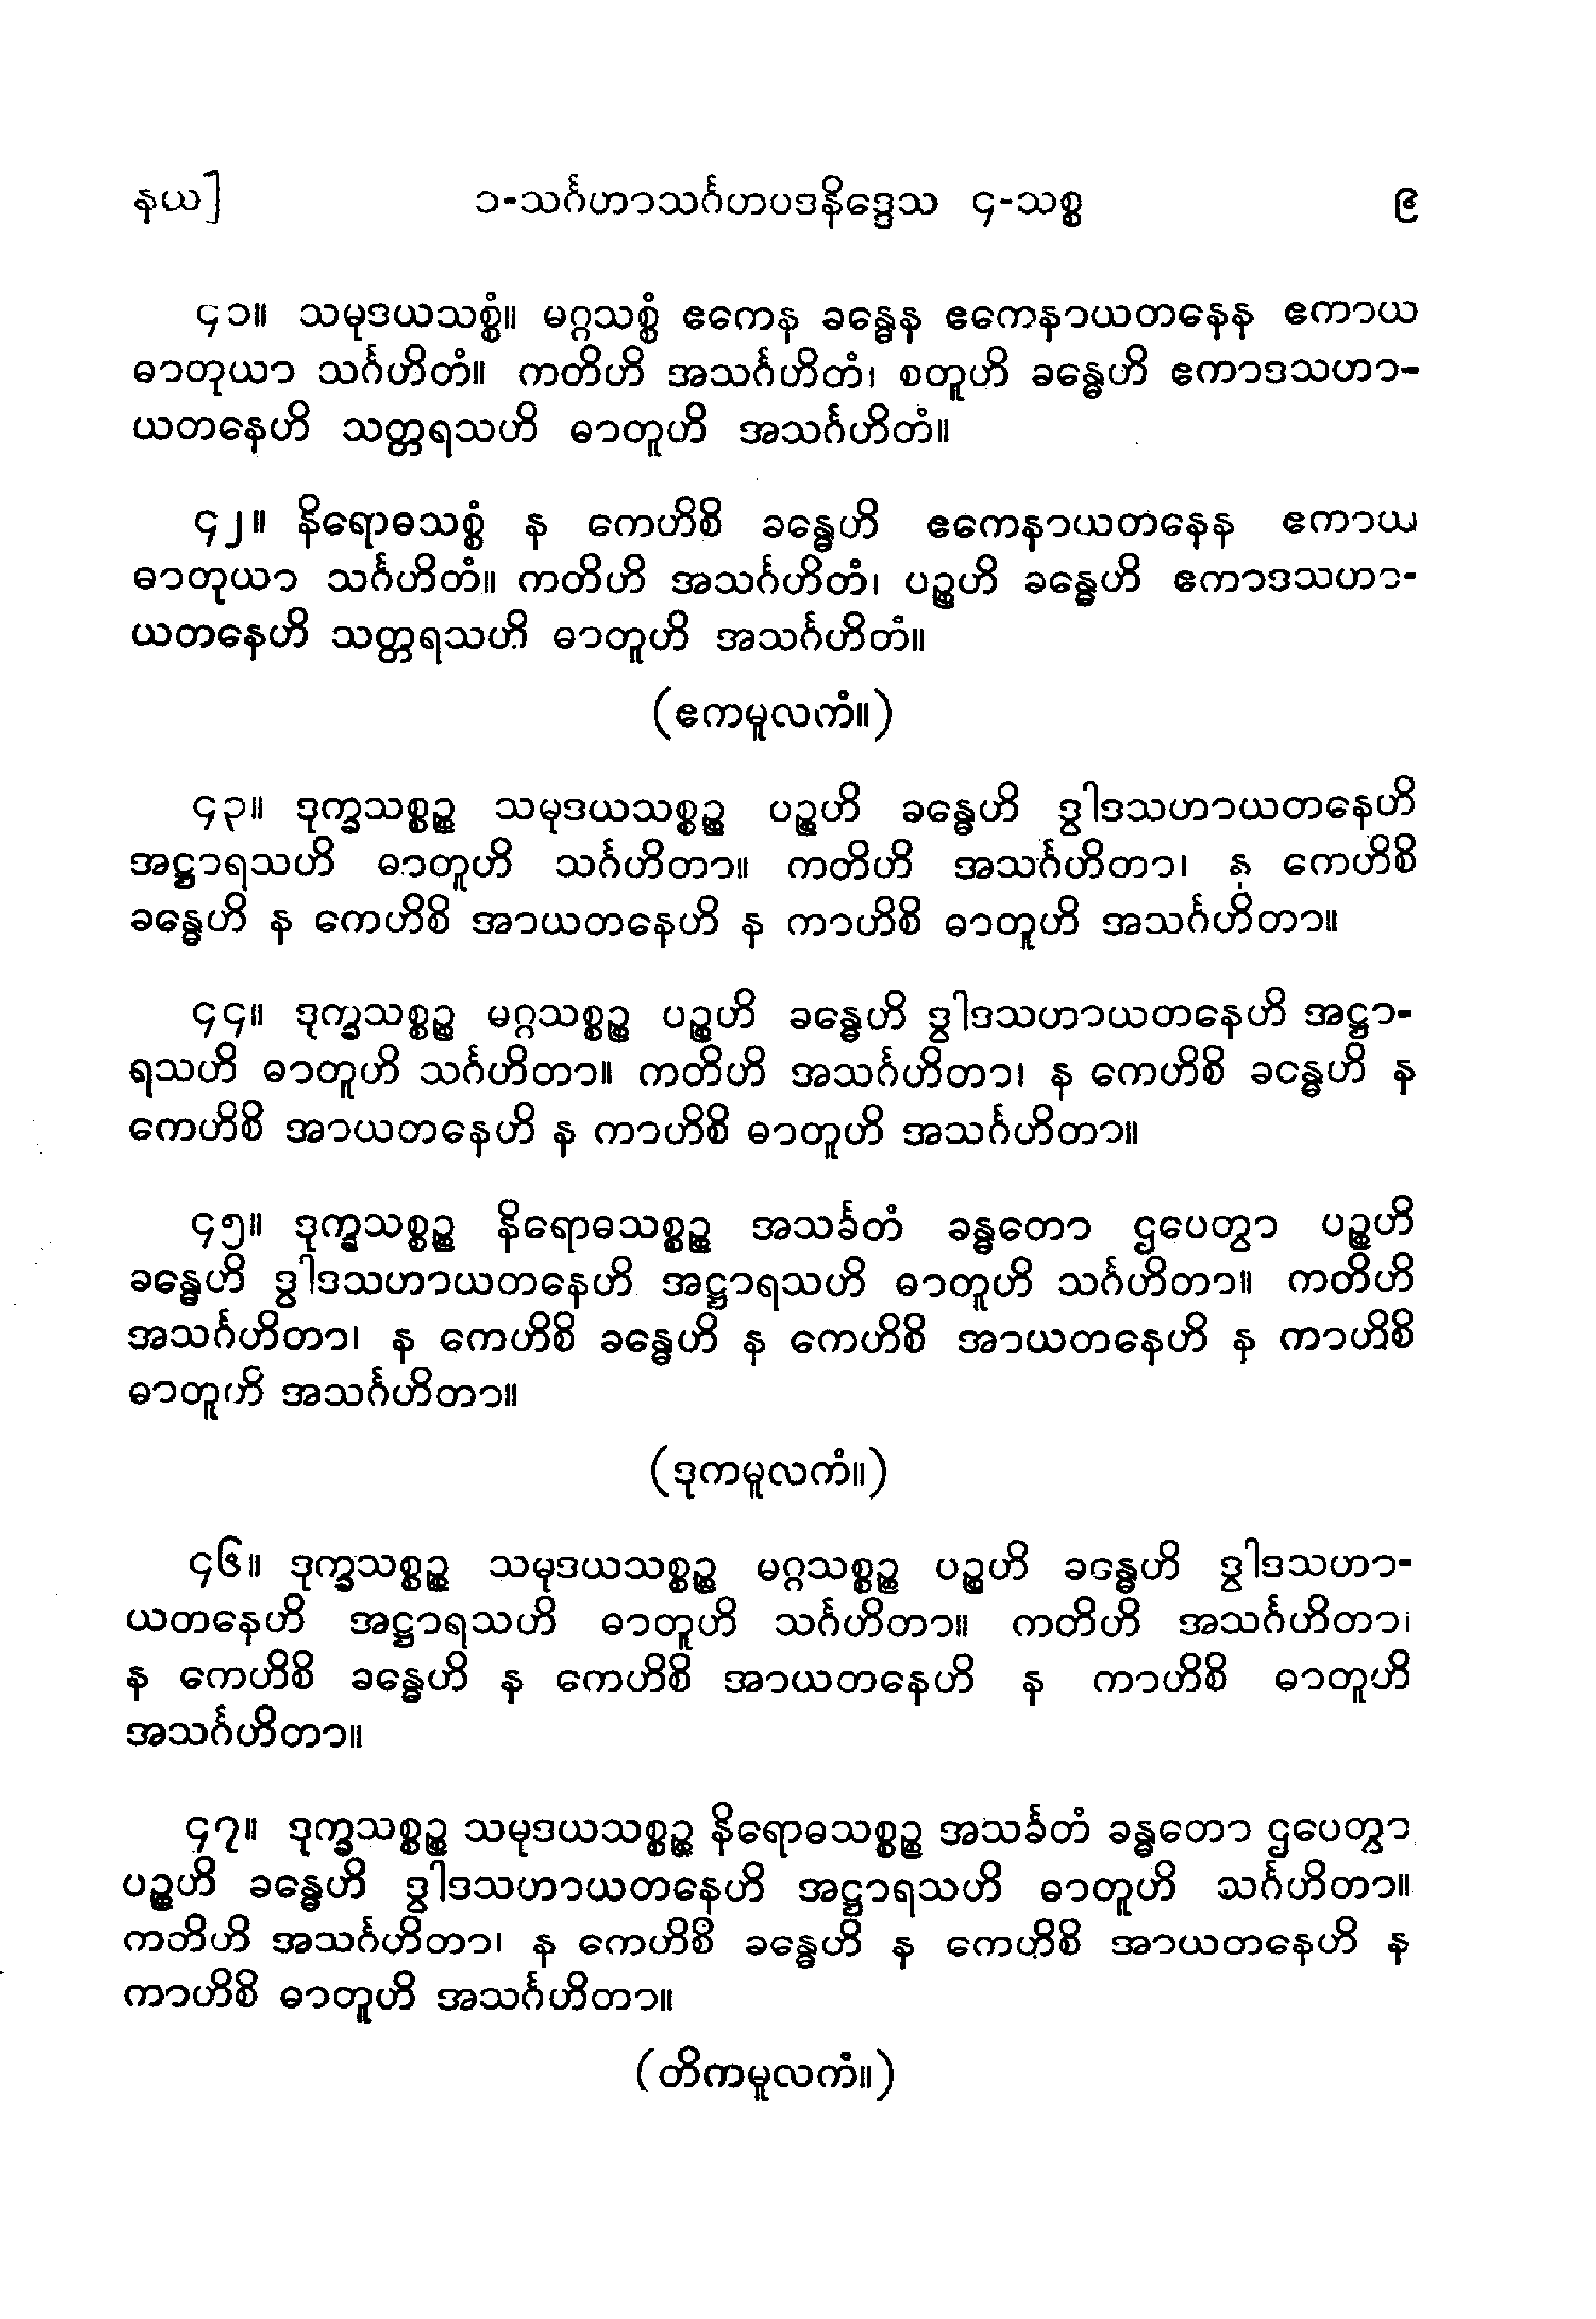 နယ] ၁-သင်္ဂဟာသင်္ဂဟပဒနိဒ္ဒေသ ၄-သစ္စ ၉
၄၁။ သမုဒယသစ္စံ။ မဂ္ဂသစ္စံ ဧကေန ခန္ဓေန ဧကေနာယတနေန ဧကာယ
ဓာတုယာ သင်္ဂဟိတံ။ ကတိဟိ အသင်္ဂဟိတံ၊ စတူဟိ ခန္ဓေဟိ ဧကာဒသဟာ-
ယတနေဟိ သတ္တရသဟိ ဓာတူဟိ အသင်္ဂဟိတံ။
၄၂။ နိရောဓသစ္စံ န ကေဟိစိ ခန္ဓေဟိ ဧကေနာယတနေန ဧကာယ
ဓာတုယာ သင်္ဂဟိတံ။ ကတိဟိ အသင်္ဂဟိတံ၊ ပဉ္စဟိ ခန္ဓေဟိ ဧကာဒသဟာ-
ယတနေဟိ သတ္တရသဟိ ဓာတူဟိ အသင်္ဂဟိတံ။
(ဧကမူလကံ။)
၄၃။ ဒုက္ခသစ္စဉ္စ သမုဒယသစ္စဉ္စ ပဉ္စဟိ ခန္ဓေဟိ ဒွါဒသဟာယတနေဟိ
အဋ္ဌာရသဟိ ဓာတူဟိ သင်္ဂဟိတာ။ ကတိဟိ အသင်္ဂဟိတာ၊ န ကေဟိစိ
ခန္ဓေဟိ န ကေဟိစိ အာယတနေဟိ န ကာဟိစိ ဓာတူဟိ အသင်္ဂဟိတာ။
၄၄။ ဒုက္ခသစ္စဉ္စ မဂ္ဂသစ္စဉ္စ ပဉ္စဟိ ခန္ဓေဟိ ဒွါဒသဟာယတနေဟိ အဋ္ဌာ-
ရသဟိ ဓာတူဟိ သင်္ဂဟိတာ။ ကတိဟိ အသင်္ဂဟိတာ၊ န ကေဟိစိ ခန္ဓေဟိ န
ကေဟိစိ အာယတနေဟိ န ကာဟိစိ ဓာတူဟိ အသင်္ဂဟိတာ။
၄၅။ ဒုက္ခသစ္စဉ္စ နိရောဓသစ္စဉ္စ အသင်္ခတံ ခန္ဓတော ဌပေတွာ ပဉ္စဟိ
ခန္ဓေဟိ ဒွါဒသဟာယတနေဟိ အဋ္ဌာရသဟိ ဓာတူဟိ သင်္ဂဟိတာ။ ကတိဟိ
အသင်္ဂဟိတာ၊ န ကေဟိစိ ခန္ဓေဟိ န ကေဟိစိ အာယတနေဟိ န ကာဟိစိ
ဓာတူဟိ အသင်္ဂဟိတာ။
(ဒုကမူလကံ။)
၄၆။ ဒုက္ခသစ္စဉ္စ သမုဒယသစ္စဉ္စ မဂ္ဂသစ္စဉ္စ ပဉ္စဟိ ခန္ဓေဟိ ဒွါဒသဟာ-
ယတနေဟိ အဋ္ဌာရသဟိ ဓာတူဟိ သင်္ဂဟိတာ။ ကတိဟိ အသင်္ဂဟိတာ၊
န ကေဟိစိ ခန္ဓေဟိ န ကေဟိစိ အာယတနေဟိ န ကာဟိစိ ဓာတူဟိ
အသင်္ဂဟိတာ။
၄၇။ ဒုက္ခသစ္စဉ္စ သမုဒယသစ္စဉ္စ နိရောဓသစ္စဉ္စ အသင်္ခတံ ခန္ဓတော ဌပေတွာ
ပဉ္စဟိ ခန္ဓေဟိ ဒွါဒသဟာယတနေဟိ အဋ္ဌာရသဟိ ဓာတူဟိ သင်္ဂဟိတာ။
ကတိဟိ အသင်္ဂဟိတာ၊ န ကေဟိစိ ခန္ဓေဟိ န ကေဟိစိ အာယတနေဟိ န
ကာဟိစိ ဓာတူဟိ အသင်္ဂဟိတာ။
(တိကမူလကံ။)